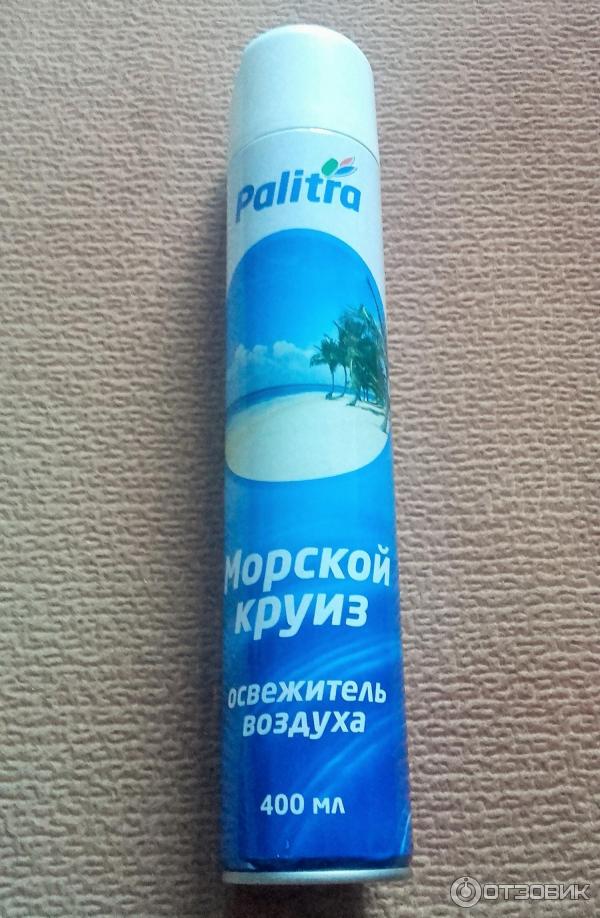 Palitra
Морской
круиз
освежитель
воздуха
400 мл
ОТЗОВИК